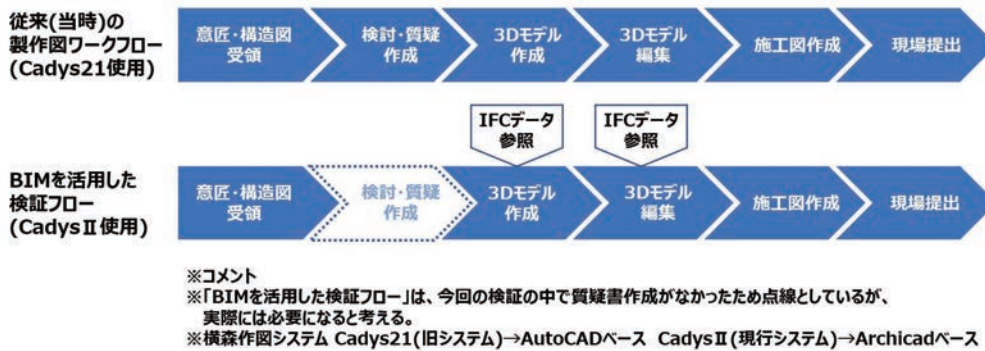 従来(当時)の
製作図ワークフロー
(Cadys21使用)
意匠・構造図
受領
検討・質疑
作成
3Dモデル
作成
3Dモデル
編集
施工図作成
現場提出
IFCデータ
参照
IFCデータ
参照
BIMを活用した
検証フロー
(CadysⅡ使用)
意匠・構造図
受領
検討・質疑
作成
3Dモデル
作成
3Dモデル
編集
施工図作成
現場提出
※コメント
※「BIMを活用した検証フロー」は、今回の検証の中で質疑書作成がなかったため点線としているが、
実際には必要になると考える。
※横森作図システム Cadys21(旧システム)→AutoCADベース CadysⅡ(現行システム)→Archicadベース